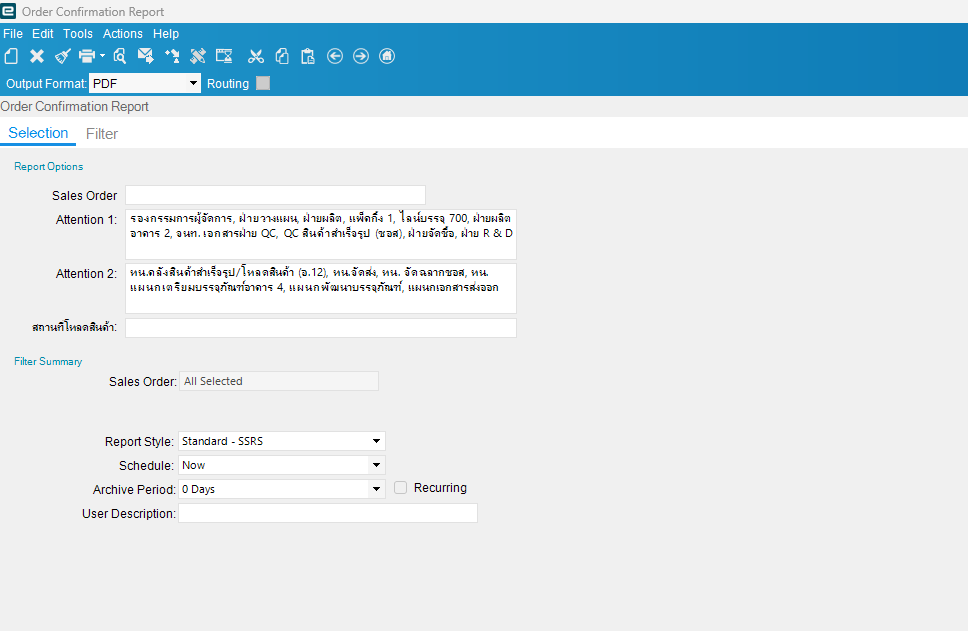 Order Confirmation Report
File Edit Tools Actions Help
Output Format: PDF Routing
Order Confirmation Report
Selection Filter
Report Options
Sales Order
Attention 1: รองกรรมการผู้จัดการ, ฝ่ายวางแผน, ฝ่ายผลิต, แพ็คกิ้ง 1, ไลน์บรรจุ 700, ฝ่ายผลิต
อาคาร 2, จนท. เอกสารฝ่าย QC, QC สินค้าสำเร็จรูป (ซอส), ฝ่ายจัดซื้อ, ฝ่าย R & D
Attention 2: หน.คลังสินค้าสำเร็จรูป/โหลดสินค้า (อ.12), หน.จัดส่ง, หน. จัดฉลากซอส, หน.
แผนกเตรียมบรรจุภัณฑ์อาคาร 4, แผนกพัฒนาบรรจุภัณฑ์, แผนกเอกสารส่งออก
สถานที่โหลดสินค้า:
Filter Summary
Sales Order: All Selected
Report Style: Standard - SSRS
Schedule: Now
Archive Period: 0 Days Recurring
User Description: